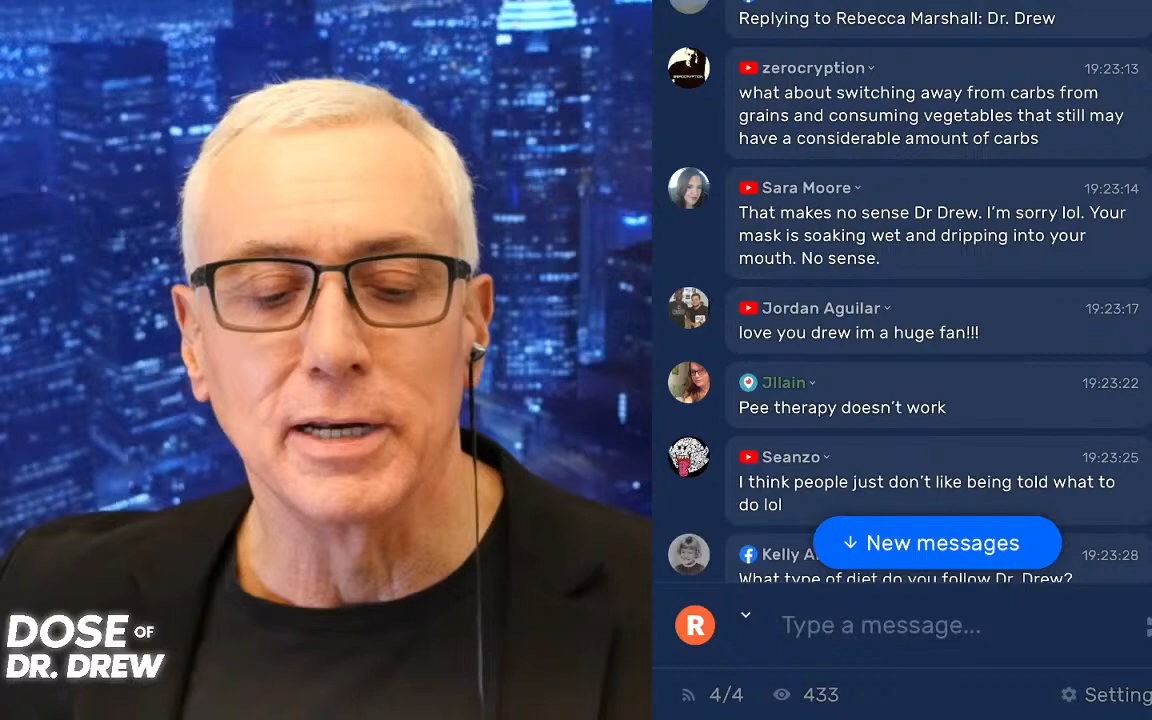 Replying to Rebecca Marshall: Dr. Drew
zerocryption
19:23:13
what about switching away from carbs from
grains and consuming vegetables that still may
have a considerable amount of carbs
Sara Moore
19:23:14
That makes no sense Dr Drew. I'm sorry lol. Your
mask is soaking wet and dripping into your
mouth. No sense.
Jordan Aguilar
19:23:17
love you drew im a huge fan!!!
Jllain
19:23:22
Pee therapy doesn't work
Seanzo
19:23:25
I think people just don't like being told what to
do lol
New messages
Kelly
19:23:28
What type of diet do you follow Dr. Drew?
R
Type a message...
4/4
433
Setting
DOSE OF
DR. DREW